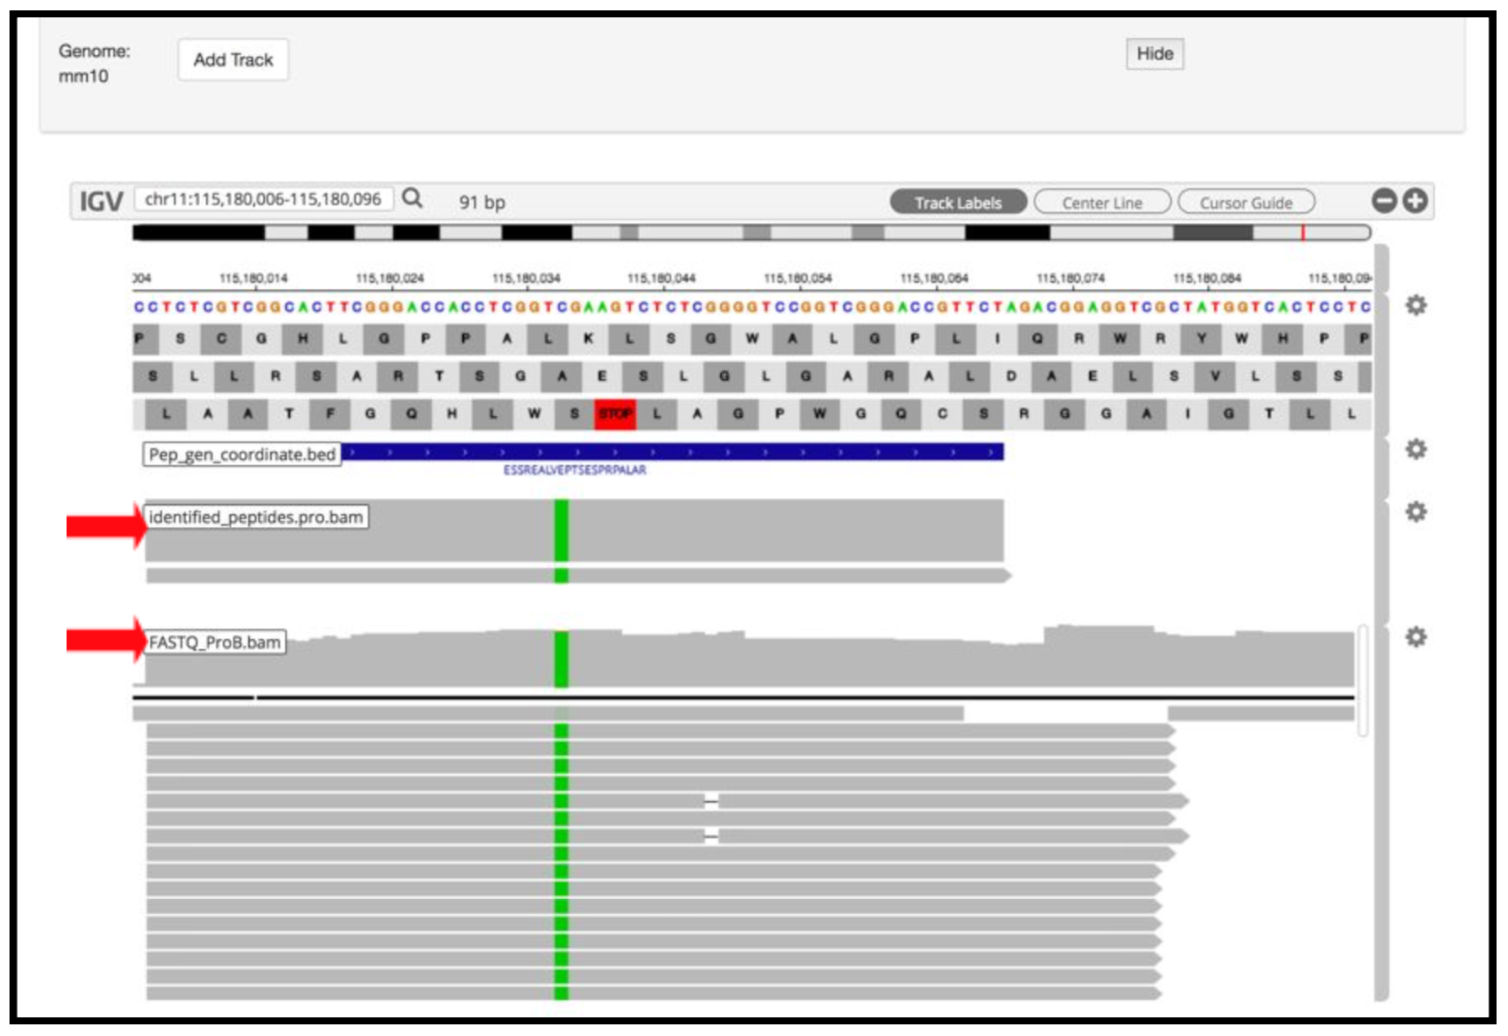 Genome:
mm10
Add Track
Hide
IGV
chr11:115,180,006-115,180,096
91 bp
Track Labels
Center Line
Cursor Guide
004 115,180,014 115,180,024 115,180,034 115,180,044 115,180,054 115,180,064 115,180,074 115,180,084 115,180,09
CCTCTCGTCGGCACTTCGGGACCACCTCGGTCGAAGTCTCTCGGGGTCCGGTCGGGACCGTTCTAGACGGAGGTCGCTATGGTCACTCCTC
P S C G H L G P P A L K L S G W A L G P L I Q R W R Y W H P P
S L L R S A R T S G A E S L G L G A R A L D A E L S V L S S
L A A T F G Q H L W S STOP L A G P W G Q C S R G G A I G T L L
Pep_gen_coordinate.bed
ESSREALVEPTSESPRPALAR
identified_peptides.pro.bam
FASTQ_ProB.bam